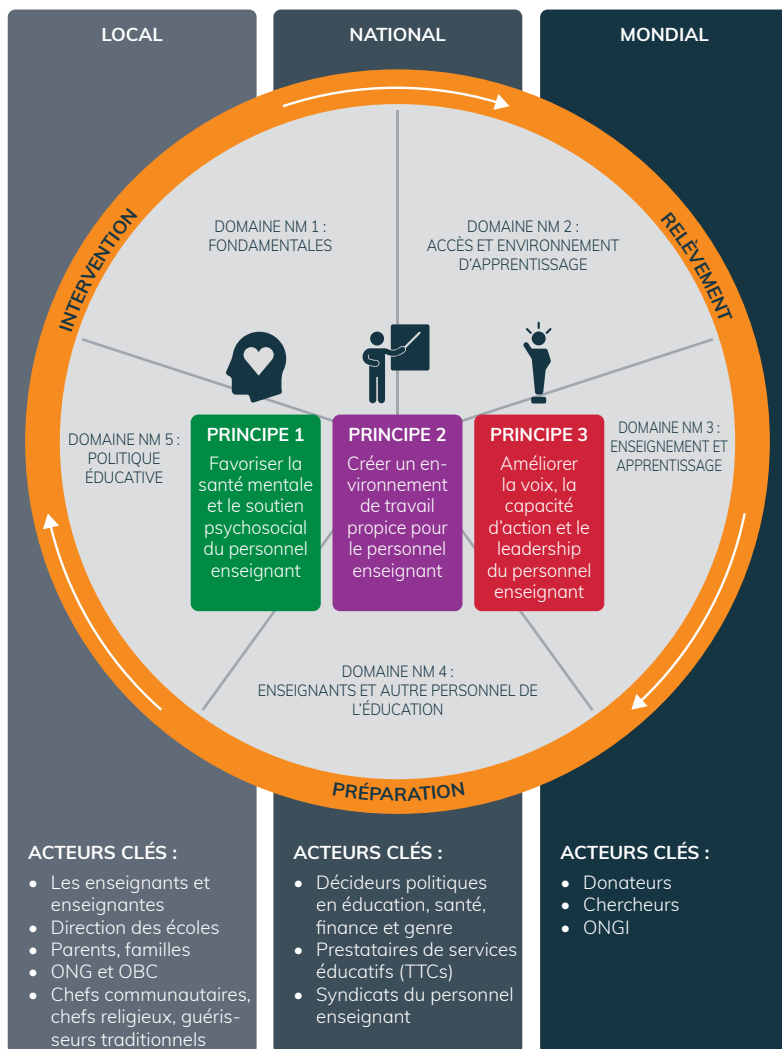 LOCAL
NATIONAL
MONDIAL
INTERVENTION
RELÈVEMENT
DOMAINE NM 1 :
FONDAMENTALES
DOMAINE NM 2 :
ACCÈS ET ENVIRONNEMENT
D'APPRENTISSAGE
DOMAINE NM 5 :
POLITIQUE
ÉDUCATIVE
PRINCIPE 1
Favoriser la
santé mentale
et le soutien
psychosocial
du personnel
enseignant
PRINCIPE 2
Créer un en-
vironnement
de travail
propice pour
le personnel
enseignant
PRINCIPE 3
Améliorer
la voix, la
capacité
d'action et le
leadership
du personnel
enseignant
DOMAINE NM 3 :
ENSEIGNEMENT ET
APPRENTISSAGE
DOMAINE NM 4 :
ENSEIGNANTS ET AUTRE PERSONNEL DE
L'ÉDUCATION
PRÉPARATION
ACTEURS CLÉS :
• Les enseignants et
enseignantes
• Direction des écoles
• Parents, familles
• ONG et OBC
• Chefs communautaires,
chefs religieux, guéris-
seurs traditionnels
ACTEURS CLÉS :
• Décideurs politiques
en éducation, santé,
finance et genre
• Prestataires de services
éducatifs (TTCs)
• Syndicats du personnel
enseignant
ACTEURS CLÉS :
• Donateurs
• Chercheurs
• ONGI